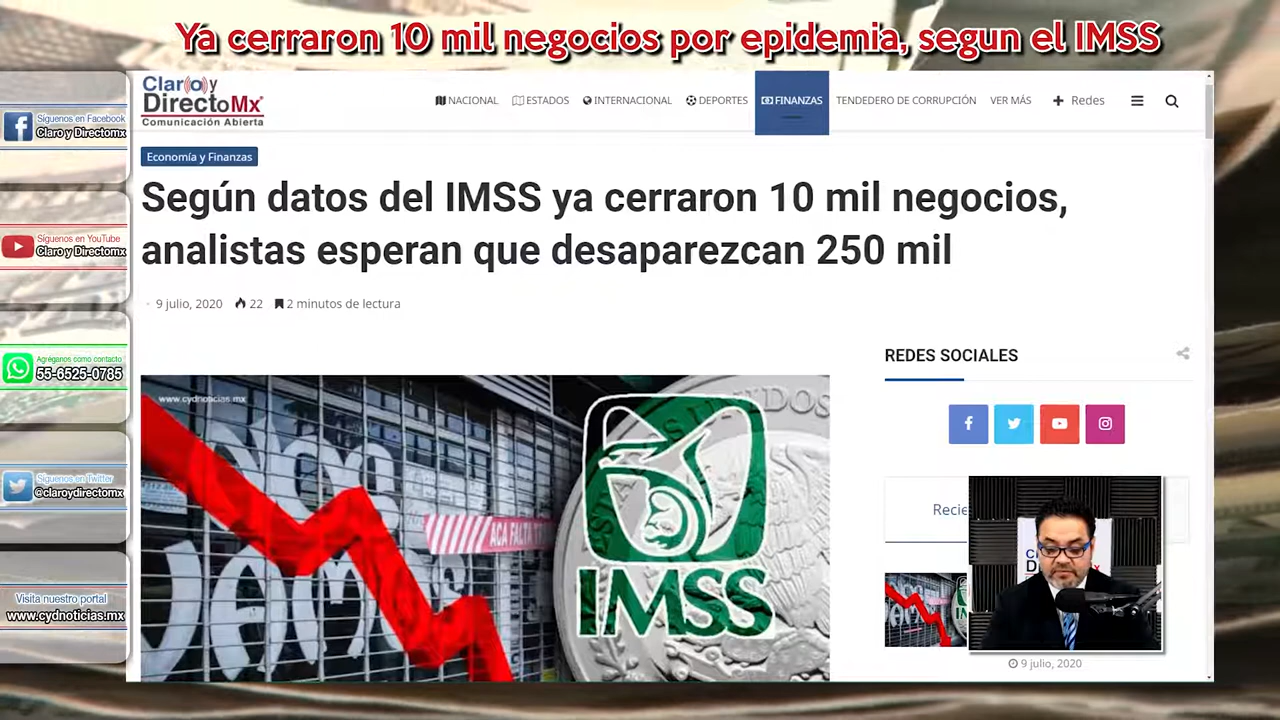 Ya cerraron 10 mil negocios por epidemia, segun el IMSS
Síguenos en Facebook
Claro y Directomx
Síguenos en YouTube
Claro y Directomx
Agréganos como contacto
55-6525-0785
Síguenos en Twitter
@claroydirectomx
Visita nuestro portal
www.cydnoticias.mx
Claro y
DirectoMx
Comunicación Abierta
NACIONAL ESTADOS INTERNACIONAL DEPORTES FINANZAS TENDEDERO DE CORRUPCIÓN VER MÁS + Redes
Economía y Finanzas
Según datos del IMSS ya cerraron 10 mil negocios,
analistas esperan que desaparezcan 250 mil
9 julio, 2020 22 2 minutos de lectura
REDES SOCIALES
www.cydnoticias.mx
ACA FALTA
IMSS
Recie
9 julio, 2020